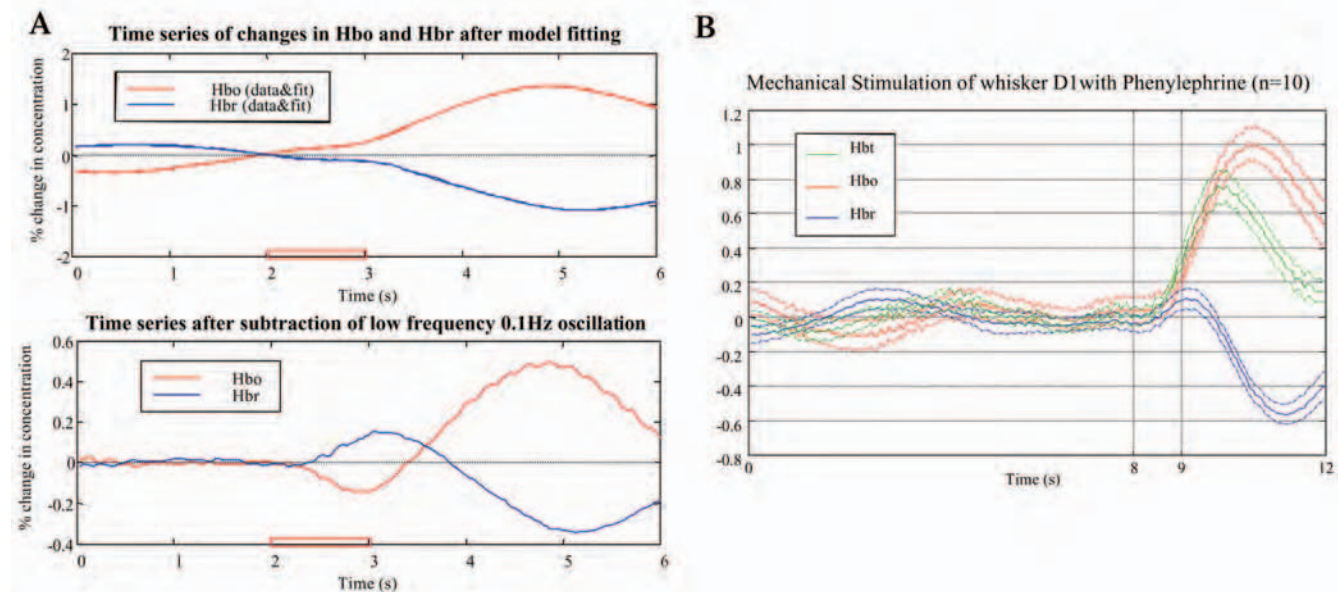 A
Time series of changes in Hbo and Hbr after model fitting
% change in concentration
2
1
0
-1
-2
Hbo (data&fit)
Hbr (data&fit)
0 1 2 3 4 5 6
Time (s)
Time series after subtraction of low frequency 0.1Hz oscillation
% change in concentration
0.6
0.4
0.2
0
-0.2
-0.4
Hbo
Hbr
0 1 2 3 4 5 6
Time (s)
B
Mechanical Stimulation of whisker D1with Phenylephrine (n=10)
1.2
1
0.8
0.6
0.4
0.2
0
-0.2
-0.4
-0.6
-0.8
Hbt
Hbo
Hbr
0 8 9 12
Time (s)